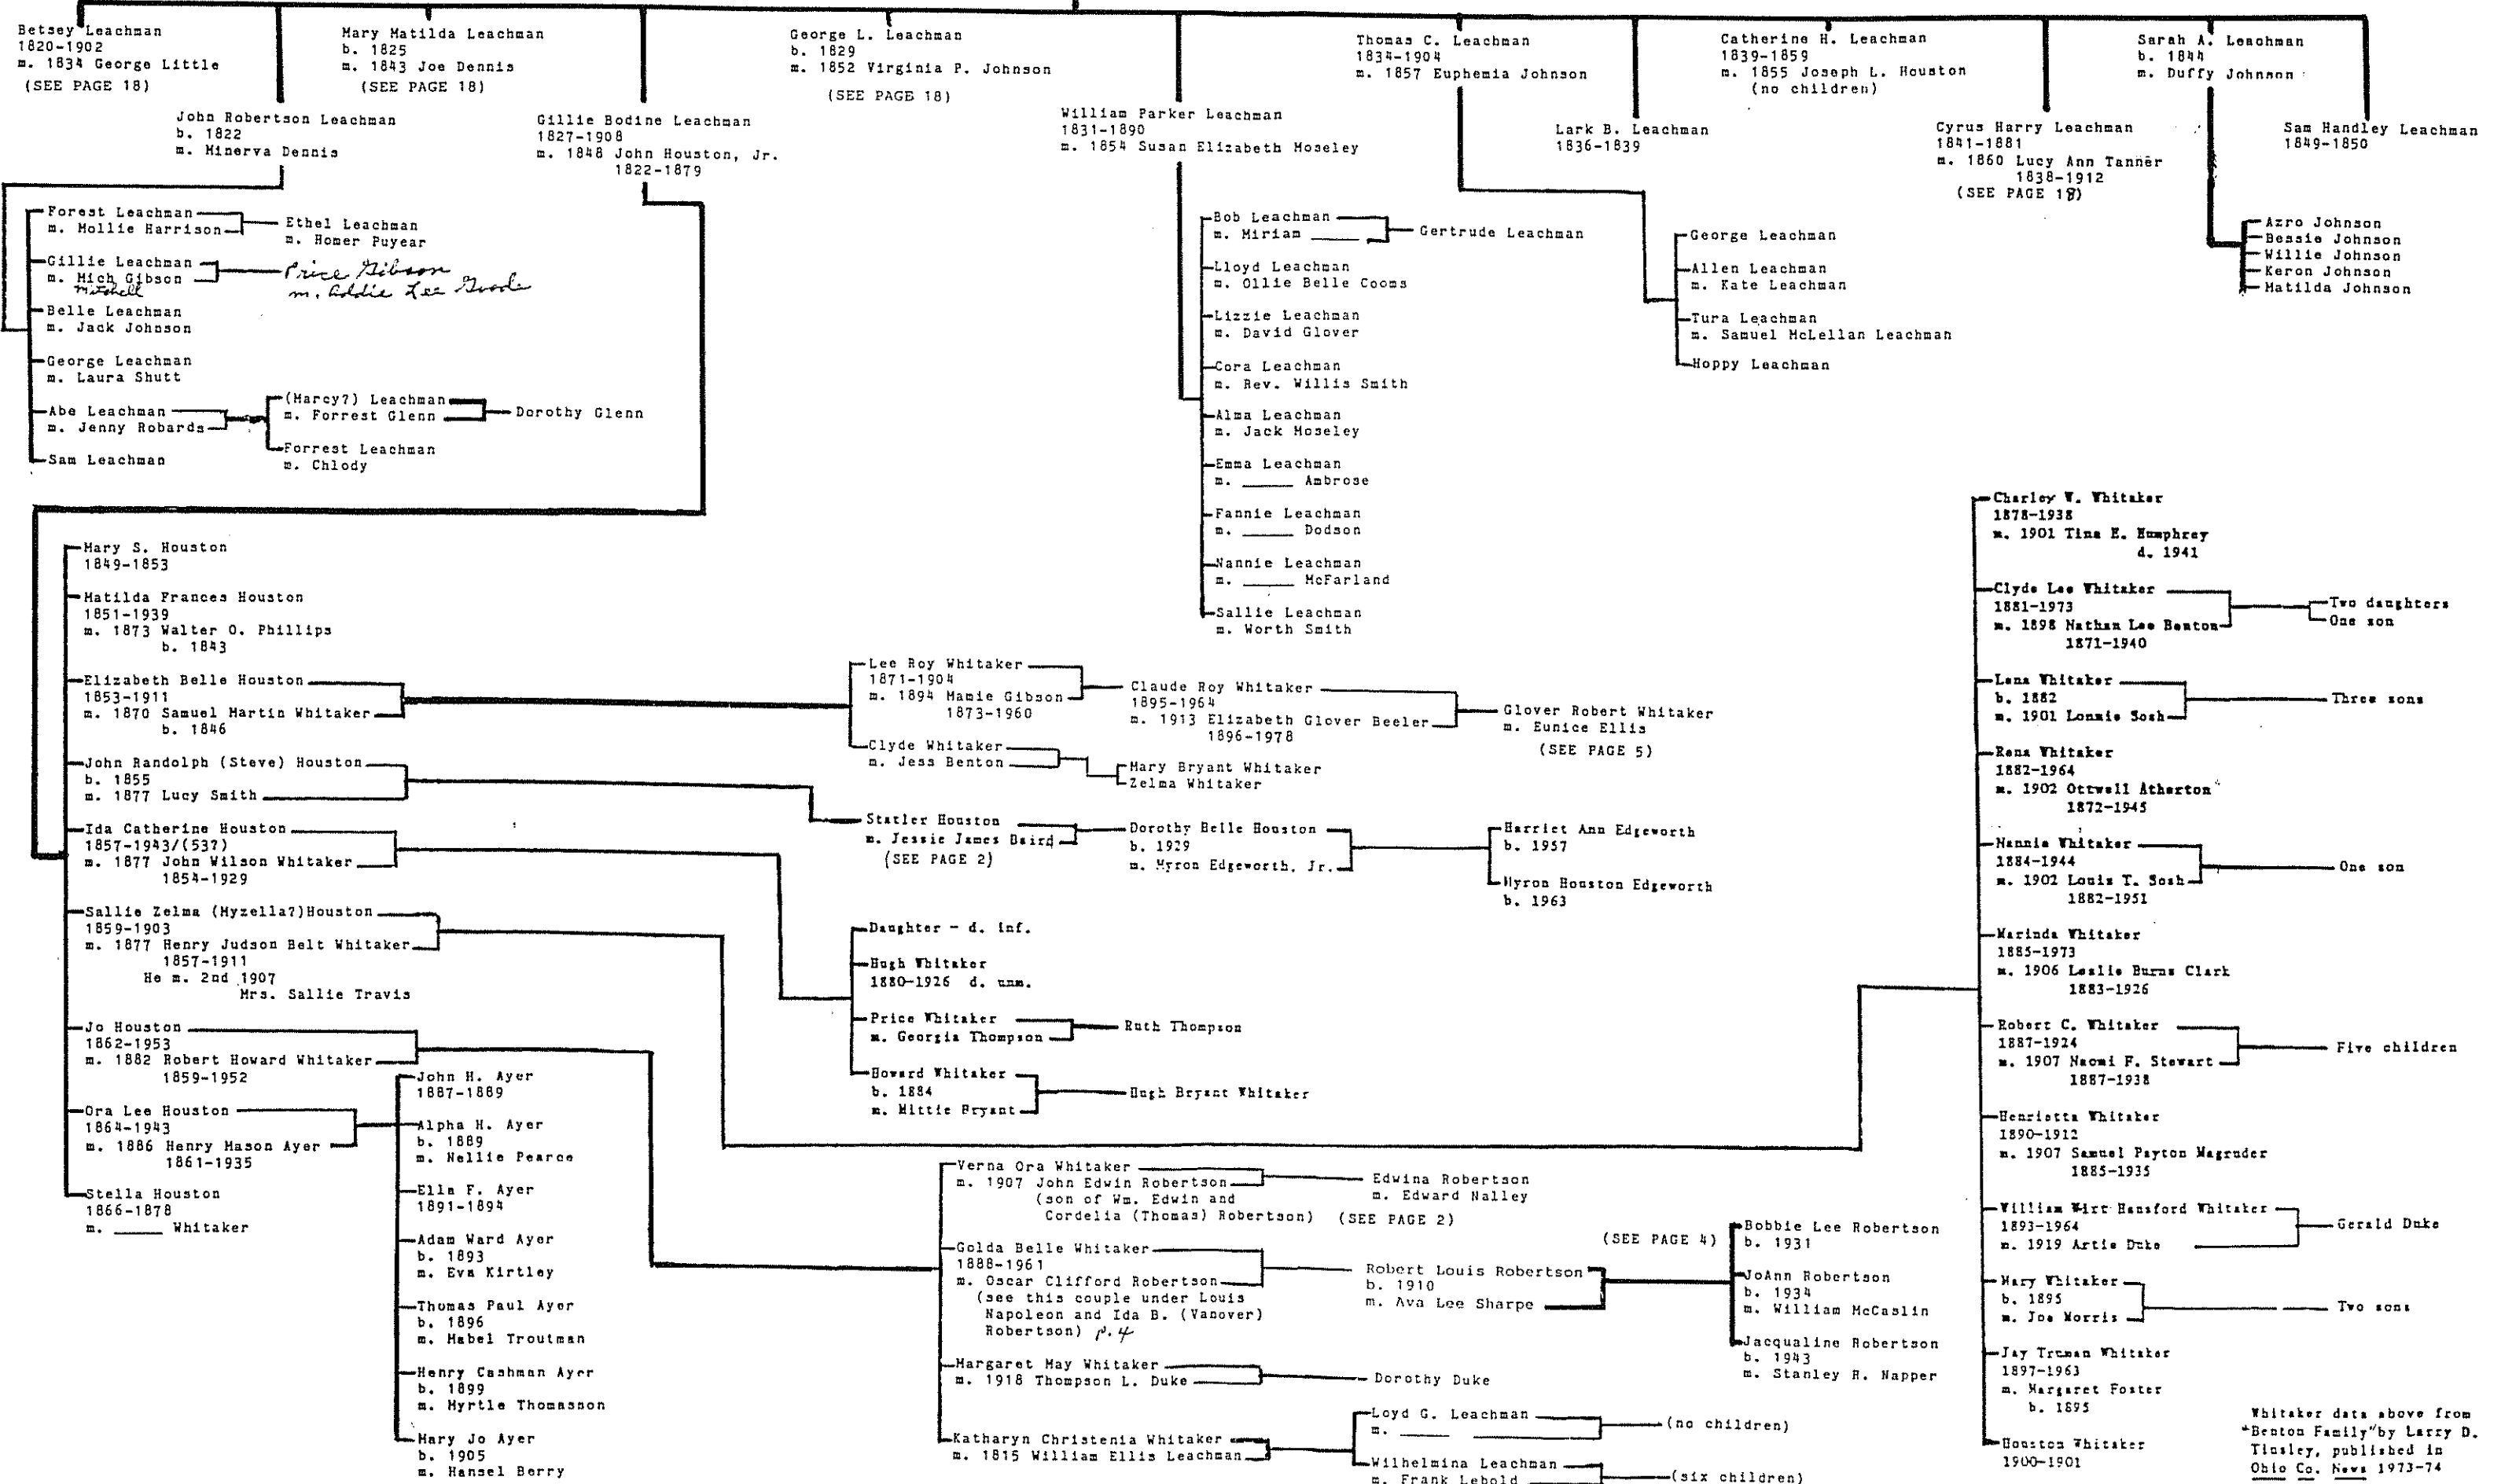 Betsey Leachman
1820-1902
m. 1834 George Little
(SEE PAGE 18)
Mary Matilda Leachman
b. 1825
m. 1843 Joe Dennis
(SEE PAGE 18)
George L. Leachman
b. 1829
m. 1852 Virginia P. Johnson
(SEE PAGE 18)
Thomas C. Leachman
1834-1904
m. 1857 Euphemia Johnson
Catherine H. Leachman
1839-1859
m. 1855 Joseph L. Houston
(no children)
Sarah A. Leachman
b. 1844
m. Duffy Johnson
John Robertson Leachman
b. 1822
m. Minerva Dennis
Gillie Bodine Leachman
1827-1908
m. 1848 John Houston, Jr.
1822-1879
William Parker Leachman
1831-1890
m. 1854 Susan Elizabeth Moseley
Lark B. Leachman
1836-1839
Cyrus Harry Leachman
1841-1881
m. 1860 Lucy Ann Tanner
1838-1912
(SEE PAGE 18)
Sam Handley Leachman
1849-1850
Forest Leachman
m. Mollie Harrison
Ethel Leachman
m. Homer Puyear
Gillie Leachman
m. Mich Gibson
Mitchell
Price Gibson
m. Addie Lee Goode
Belle Leachman
m. Jack Johnson
George Leachman
m. Laura Shutt
Abe Leachman
m. Jenny Robards
(Marcy?) Leachman
m. Forrest Glenn
Dorothy Glenn
Forrest Leachman
m. Chlody
Sam Leachman
Bob Leachman
m. Miriam _____
Gertrude Leachman
Lloyd Leachman
m. Ollie Belle Cooms
Lizzie Leachman
m. David Glover
Cora Leachman
m. Rev. Willis Smith
Alma Leachman
m. Jack Moseley
Emma Leachman
m. _____ Ambrose
Fannie Leachman
m. _____ Dodson
Nannie Leachman
m. _____ McFarland
Sallie Leachman
m. Worth Smith
George Leachman
Allen Leachman
m. Kate Leachman
Tura Leachman
m. Samuel McLellan Leachman
Hoppy Leachman
Azro Johnson
Bessie Johnson
Willie Johnson
Keron Johnson
Matilda Johnson
Mary S. Houston
1849-1853
Matilda Frances Houston
1851-1939
m. 1873 Walter O. Phillips
b. 1843
Elizabeth Belle Houston
1853-1911
m. 1870 Samuel Martin Whitaker
b. 1846
John Randolph (Steve) Houston
b. 1855
m. 1877 Lucy Smith
Ida Catherine Houston
1857-1943/(53?)
m. 1877 John Wilson Whitaker
1854-1929
Sallie Zelma (Myzella?)Houston
1859-1903
m. 1877 Henry Judson Belt Whitaker
1857-1911
He m. 2nd 1907
Mrs. Sallie Travis
Jo Houston
1862-1953
m. 1882 Robert Howard Whitaker
1859-1952
Ora Lee Houston
1864-1943
m. 1886 Henry Mason Ayer
1861-1935
Stella Houston
1866-1878
m. _____ Whitaker
John H. Ayer
1887-1889
Alpha H. Ayer
b. 1889
m. Nellie Pearce
Ella F. Ayer
1891-1894
Adam Ward Ayer
b. 1893
m. Eva Kirtley
Thomas Paul Ayer
b. 1896
m. Mabel Troutman
Henry Cashman Ayer
b. 1899
m. Myrtle Thomasson
Mary Jo Ayer
b. 1905
m. Hansel Berry
Lee Roy Whitaker
1871-1904
m. 1894 Mamie Gibson
1873-1960
Claude Roy Whitaker
1895-1964
m. 1913 Elizabeth Glover Beeler
1896-1978
Glover Robert Whitaker
m. Eunice Ellis
(SEE PAGE 5)
Clyde Whitaker
m. Jess Benton
Mary Bryant Whitaker
Zelma Whitaker
Statler Houston
m. Jessie James Baird
(SEE PAGE 2)
Dorothy Belle Houston
b. 1929
m. Myron Edgeworth, Jr.
Harriet Ann Edgeworth
b. 1957
Myron Houston Edgeworth
b. 1963
Daughter - d. inf.
Hugh Whitaker
1880-1926 d. unm.
Price Whitaker
m. Georgia Thompson
Ruth Thompson
Howard Whitaker
b. 1884
m. Mittie Bryant
Hugh Bryant Whitaker
Verna Ora Whitaker
m. 1907 John Edwin Robertson
(son of Wm. Edwin and
Cordelia (Thomas) Robertson)
Edwina Robertson
m. Edward Nalley
(SEE PAGE 2)
Golda Belle Whitaker
1888-1961
m. Oscar Clifford Robertson
(see this couple under Louis
Napoleon and Ida B. (Vanover)
Robertson) p. 4
Robert Louis Robertson
b. 1910
m. Ava Lee Sharpe
(SEE PAGE 4)
Bobbie Lee Robertson
b. 1931
JoAnn Robertson
b. 1934
m. William McCaslin
Jacqualine Robertson
b. 1943
m. Stanley R. Napper
Margaret May Whitaker
m. 1918 Thompson L. Duke
Dorothy Duke
Katharyn Christenia Whitaker
m. 1815 William Ellis Leachman
Loyd G. Leachman
m. _____
(no children)
Wilhelmina Leachman
m. Frank Lebold
(six children)
Charley W. Whitaker
1878-1938
m. 1901 Tina E. Humphrey
d. 1941
Clyde Lee Whitaker
1881-1973
m. 1898 Nathan Lee Benton
1871-1940
Two daughters
One son
Lena Whitaker
b. 1882
m. 1901 Lonnie Sosh
Three sons
Rena Whitaker
1882-1964
m. 1902 Ottwell Atherton
1872-1945
Nannie Whitaker
1884-1944
m. 1902 Louis T. Sosh
1882-1951
One son
Marinda Whitaker
1885-1973
m. 1906 Leslie Burns Clark
1883-1926
Robert C. Whitaker
1887-1924
m. 1907 Naomi F. Stewart
1887-1938
Five children
Henrietta Whitaker
1890-1912
m. 1907 Samuel Payton Magruder
1885-1935
William Wirt Hansford Whitaker
1893-1964
m. 1919 Artie Duke
Gerald Duke
Mary Whitaker
b. 1895
m. Joe Morris
Two sons
Jay Truman Whitaker
1897-1963
m. Margaret Foster
b. 1895
Houston Whitaker
1900-1901
Whitaker data above from
"Benton Family" by Larry D.
Tinsley, published in
Ohio Co. News 1973-74